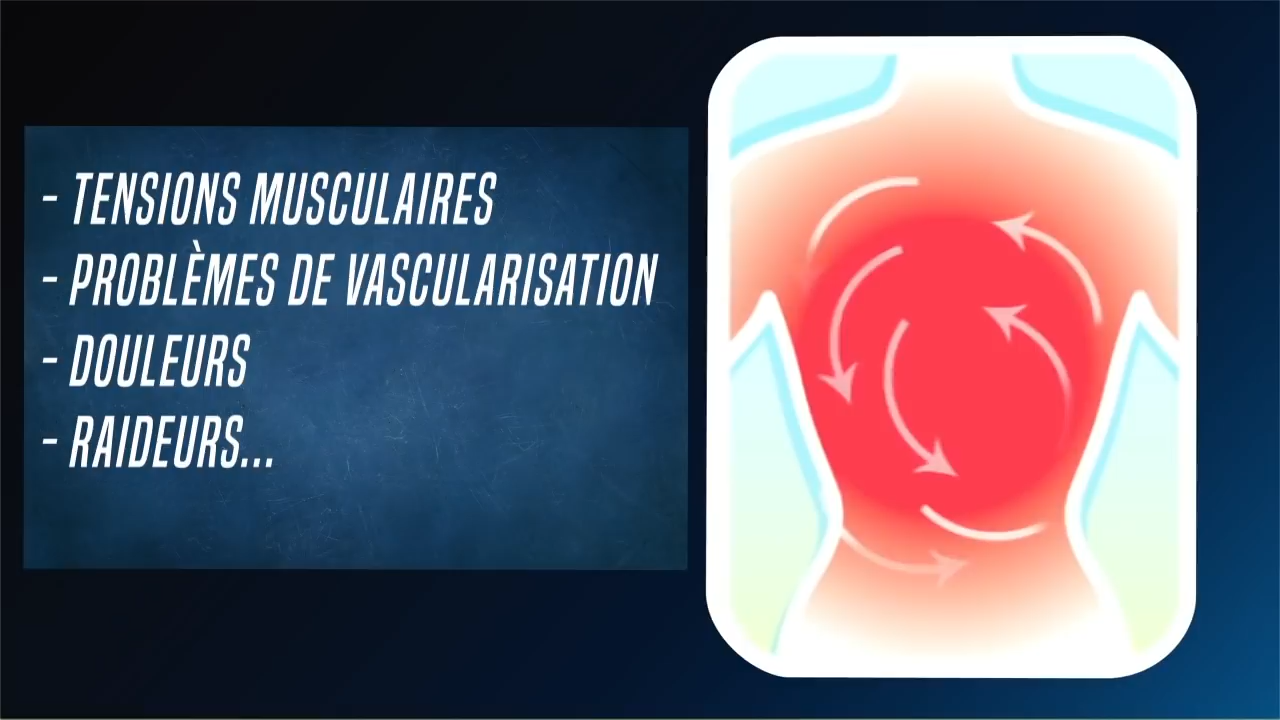 - TENSIONS MUSCULAIRES
- PROBLÈMES DE VASCULARISATION
- DOULEURS
- RAIDEURS...